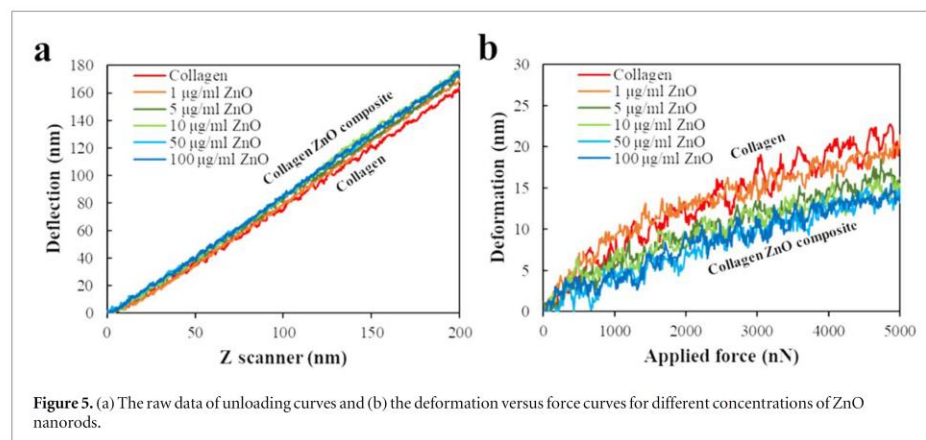 a
180
160
140
120
100
80
60
40
20
0
Deflection (nm)
Collagen
1 μg/ml ZnO
5 μg/ml ZnO
10 μg/ml ZnO
50 μg/ml ZnO
100 μg/ml ZnO
Collagen ZnO composite
Collagen
0 50 100 150 200
Z scanner (nm)
b
30
25
20
15
10
5
0
Deformation (nm)
Collagen
1 μg/ml ZnO
5 μg/ml ZnO
10 μg/ml ZnO
50 μg/ml ZnO
100 μg/ml ZnO
Collagen
Collagen ZnO composite
0 1000 2000 3000 4000 5000
Applied force (nN)
Figure 5. (a) The raw data of unloading curves and (b) the deformation versus force curves for different concentrations of ZnO
nanorods.